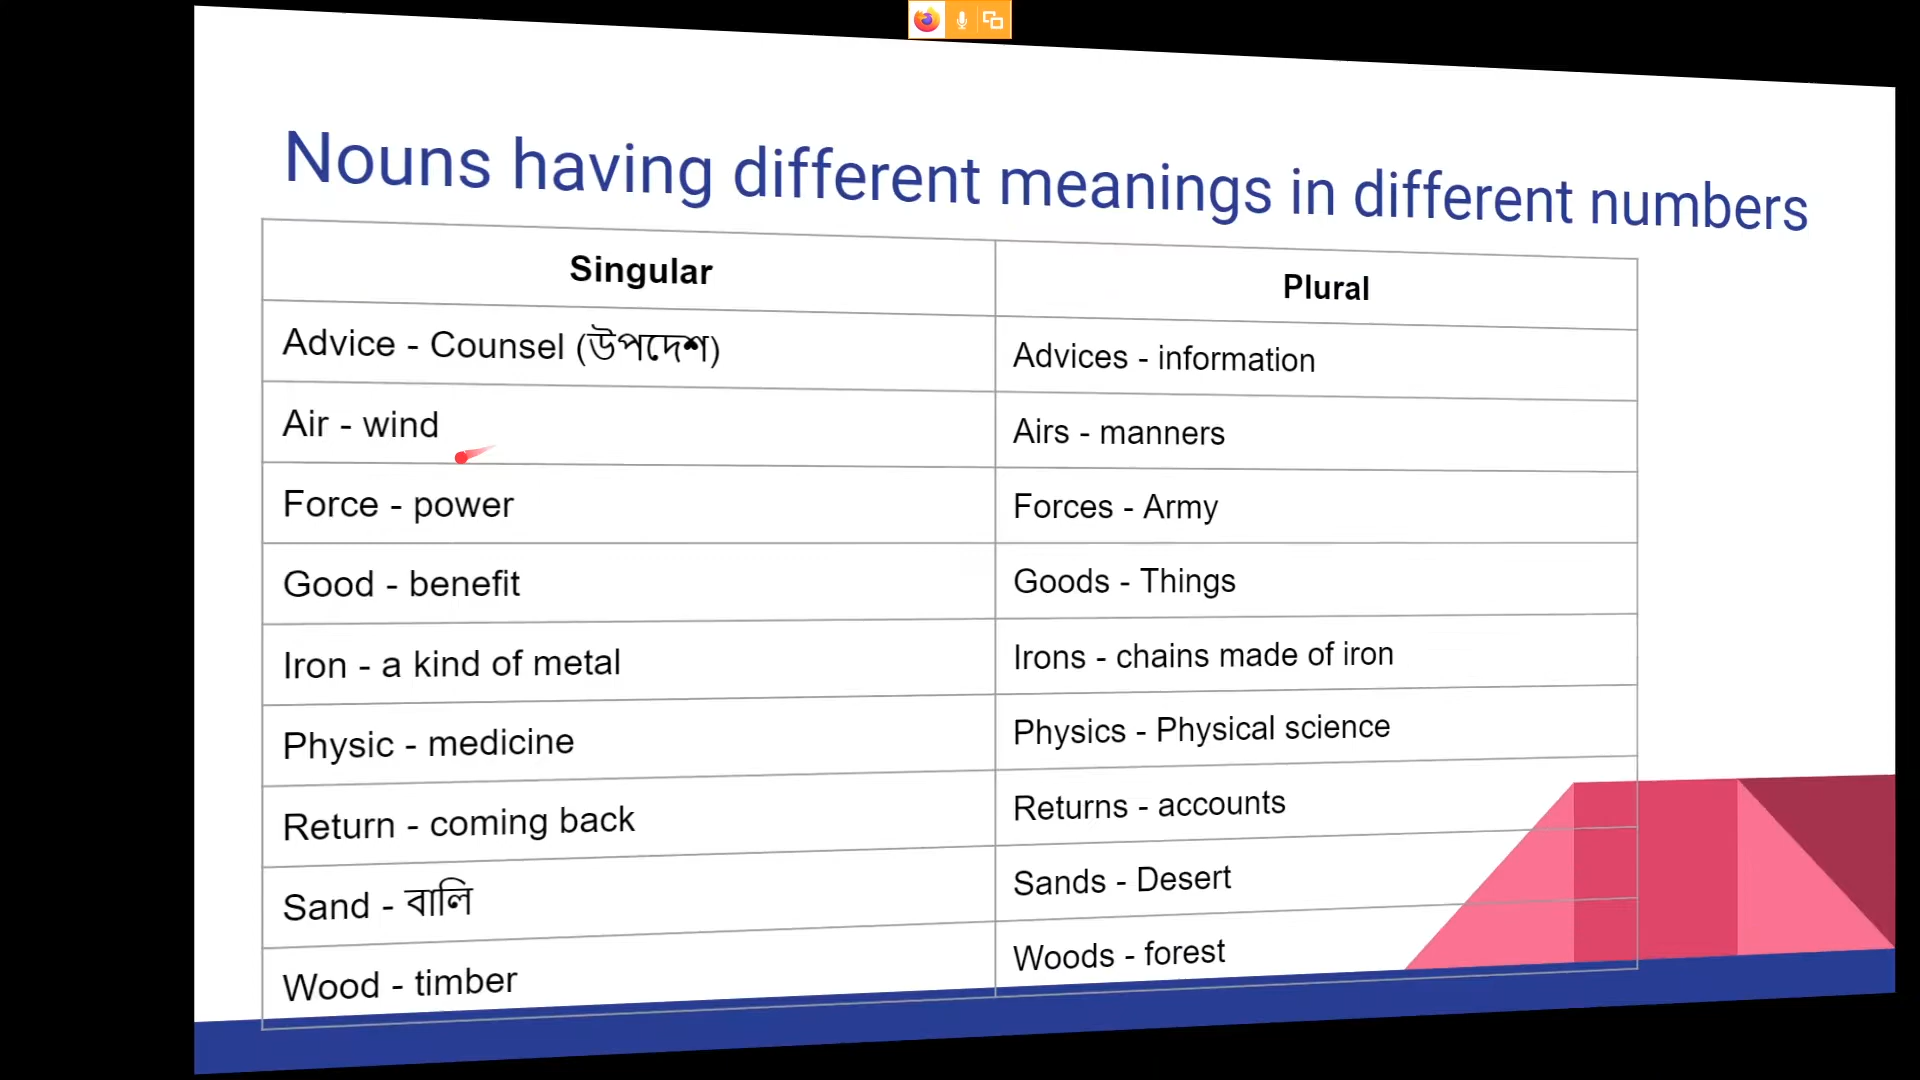 Nouns having different meanings in different numbers
Singular
Plural
Advice - Counsel (উপদেশ)
Advices - information
Air - wind
Airs - manners
Force - power
Forces - Army
Good - benefit
Goods - Things
Iron - a kind of metal
Irons - chains made of iron
Physic - medicine
Physics - Physical science
Return - coming back
Returns - accounts
Sand - বালি
Sands - Desert
Wood - timber
Woods - forest